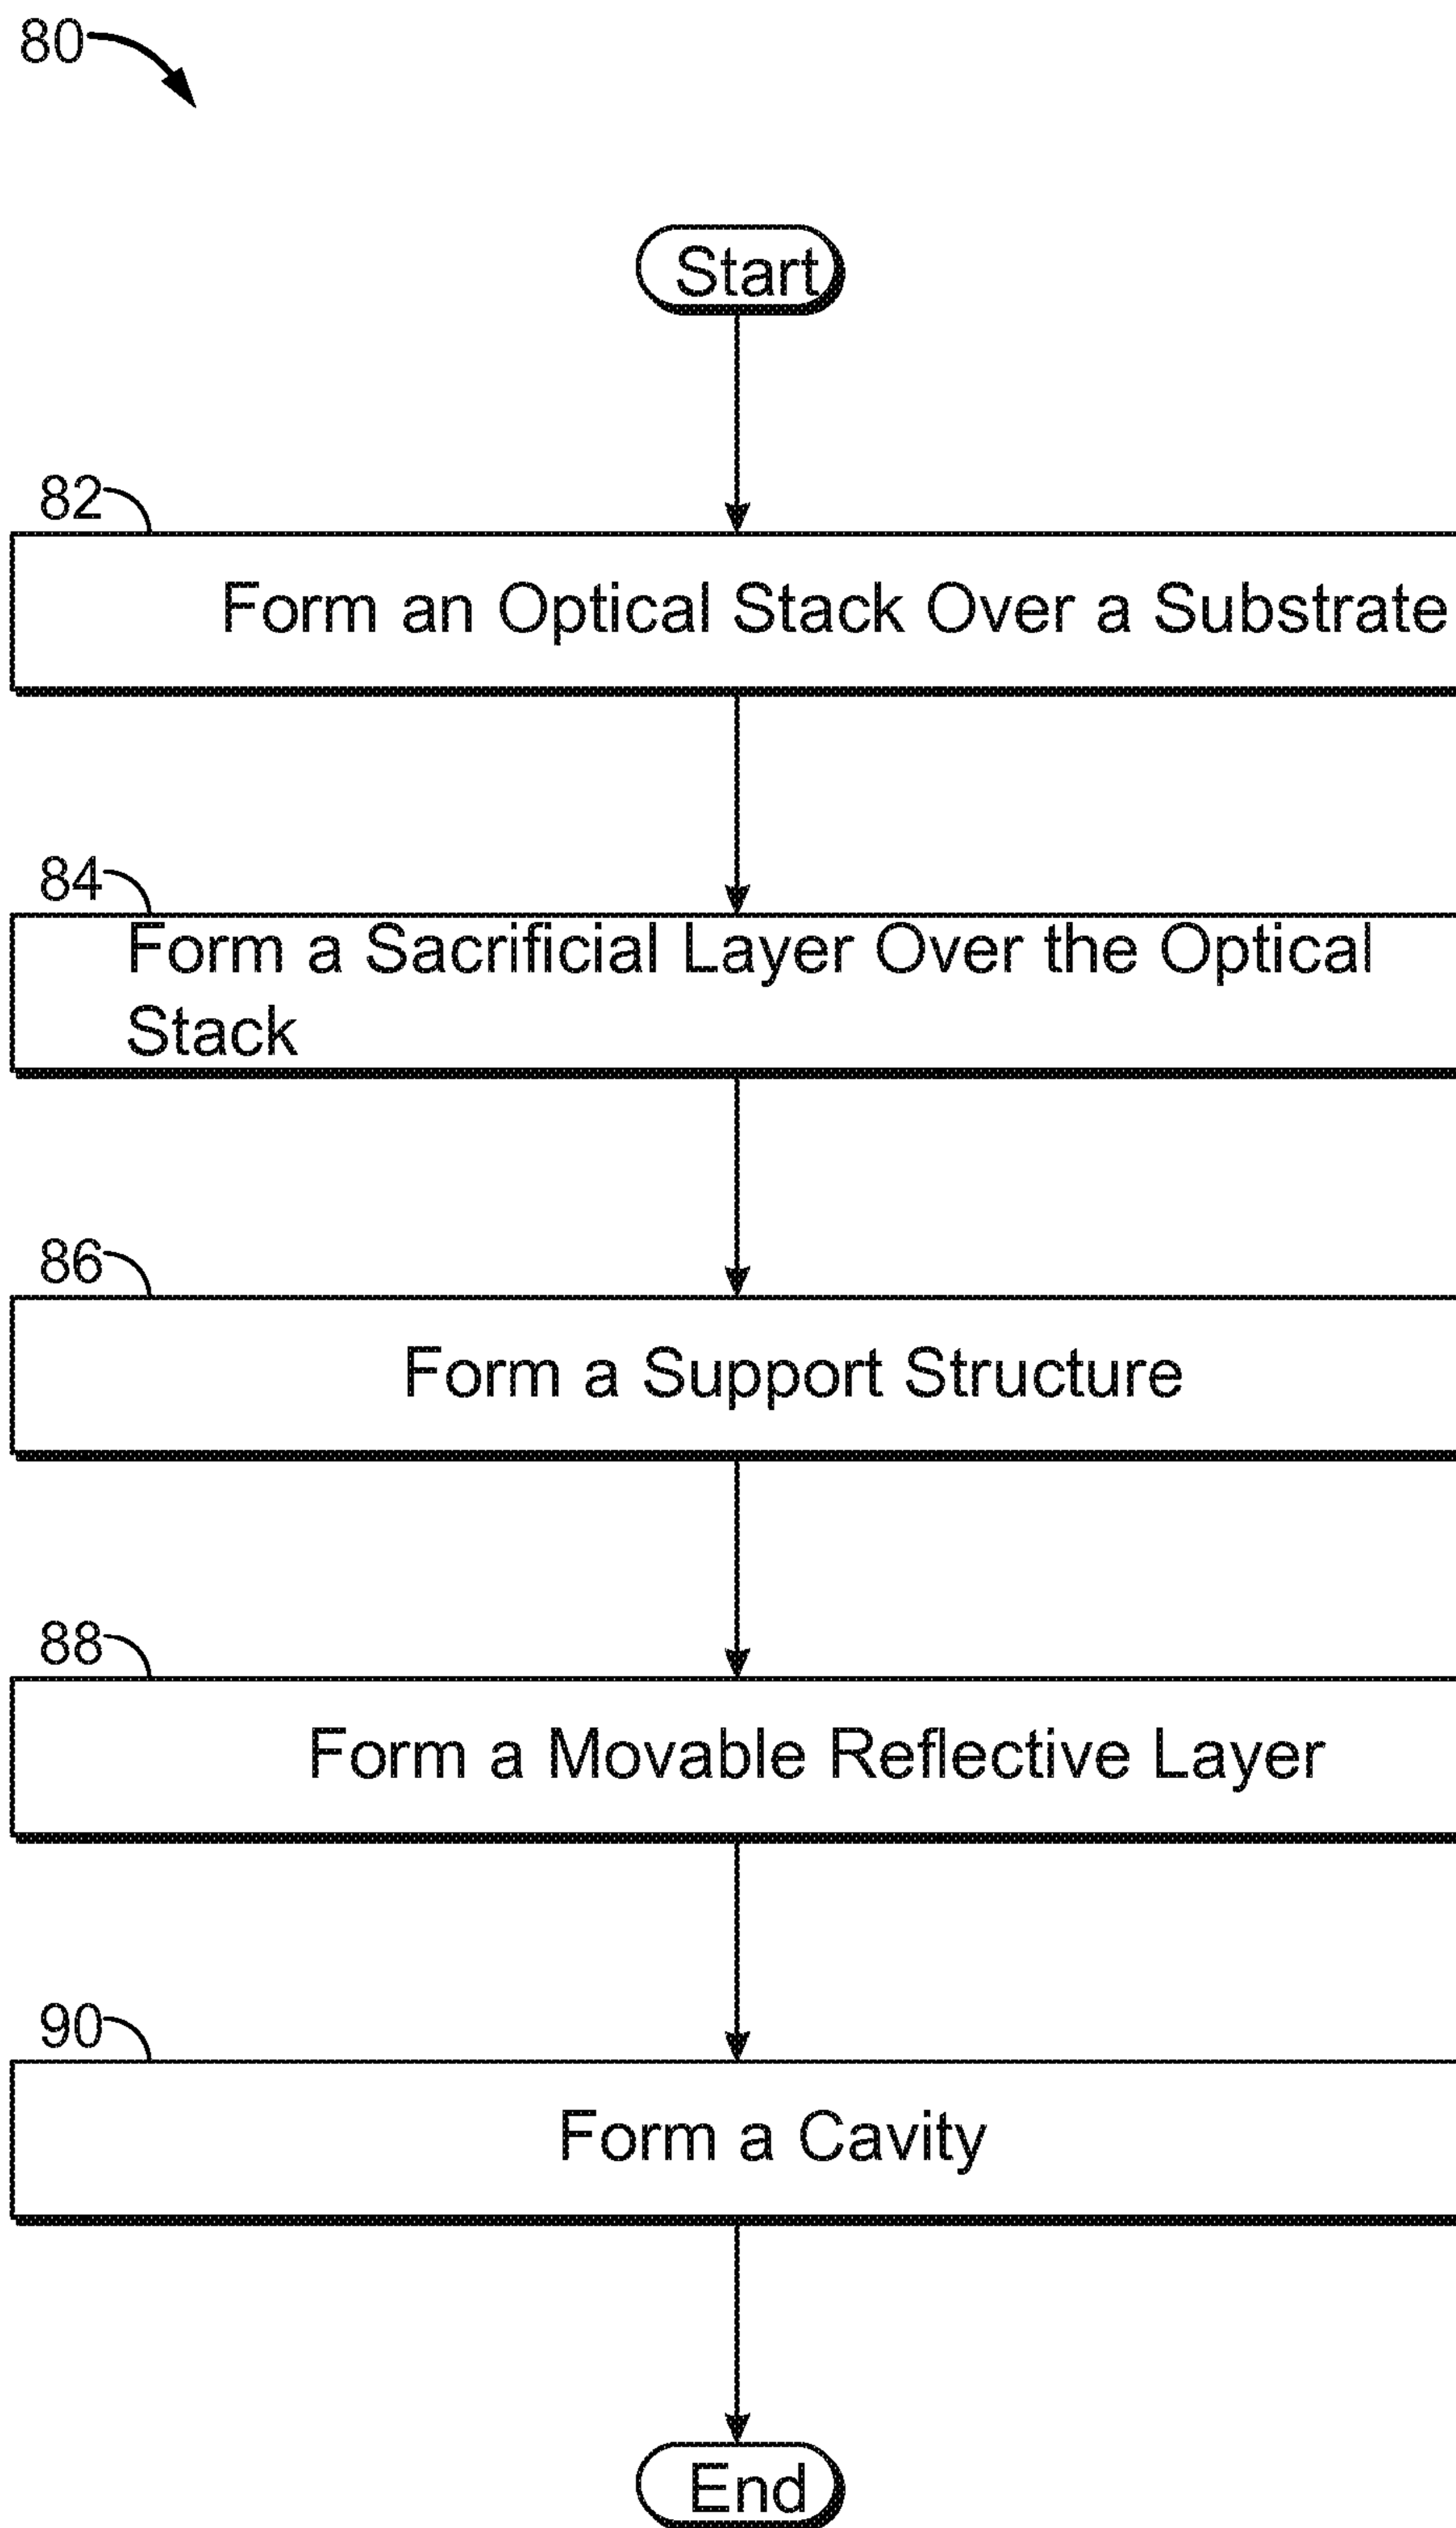 80
Start
82
Form an Optical Stack Over a Substrate
84
Form a Sacrificial Layer Over the Optical
Stack
86
Form a Support Structure
88
Form a Movable Reflective Layer
90
Form a Cavity
End